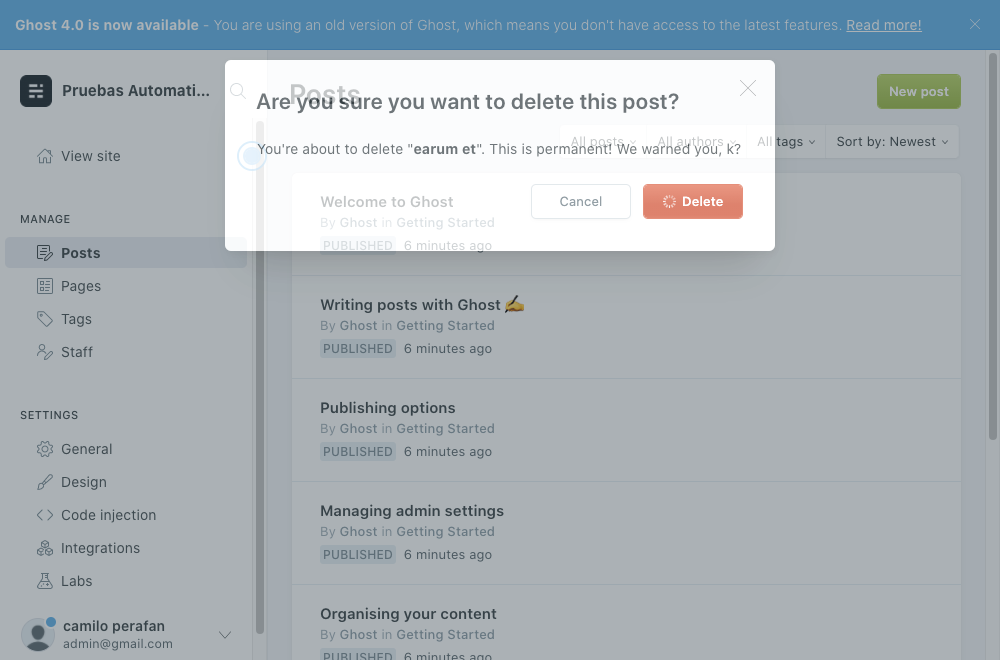 Ghost 4.0 is now available - You are using an old version of Ghost, which means you don't have access to the latest features. Read more!
Pruebas Automati...
View site
MANAGE
Posts
Pages
Tags
Staff
SETTINGS
General
Design
Code injection
Integrations
Labs
camilo perafan
admin@gmail.com
Posts
New post
All posts
All authors
All tags
Sort by: Newest
Are you sure you want to delete this post?
You're about to delete "earum et". This is permanent! We warned you, k?
Cancel
Delete
Welcome to Ghost
By Ghost in Getting Started
PUBLISHED 6 minutes ago
Writing posts with Ghost ✍️
By Ghost in Getting Started
PUBLISHED 6 minutes ago
Publishing options
By Ghost in Getting Started
PUBLISHED 6 minutes ago
Managing admin settings
By Ghost in Getting Started
PUBLISHED 6 minutes ago
Organising your content
By Ghost in Getting Started
PUBLISHED 6 minutes ago